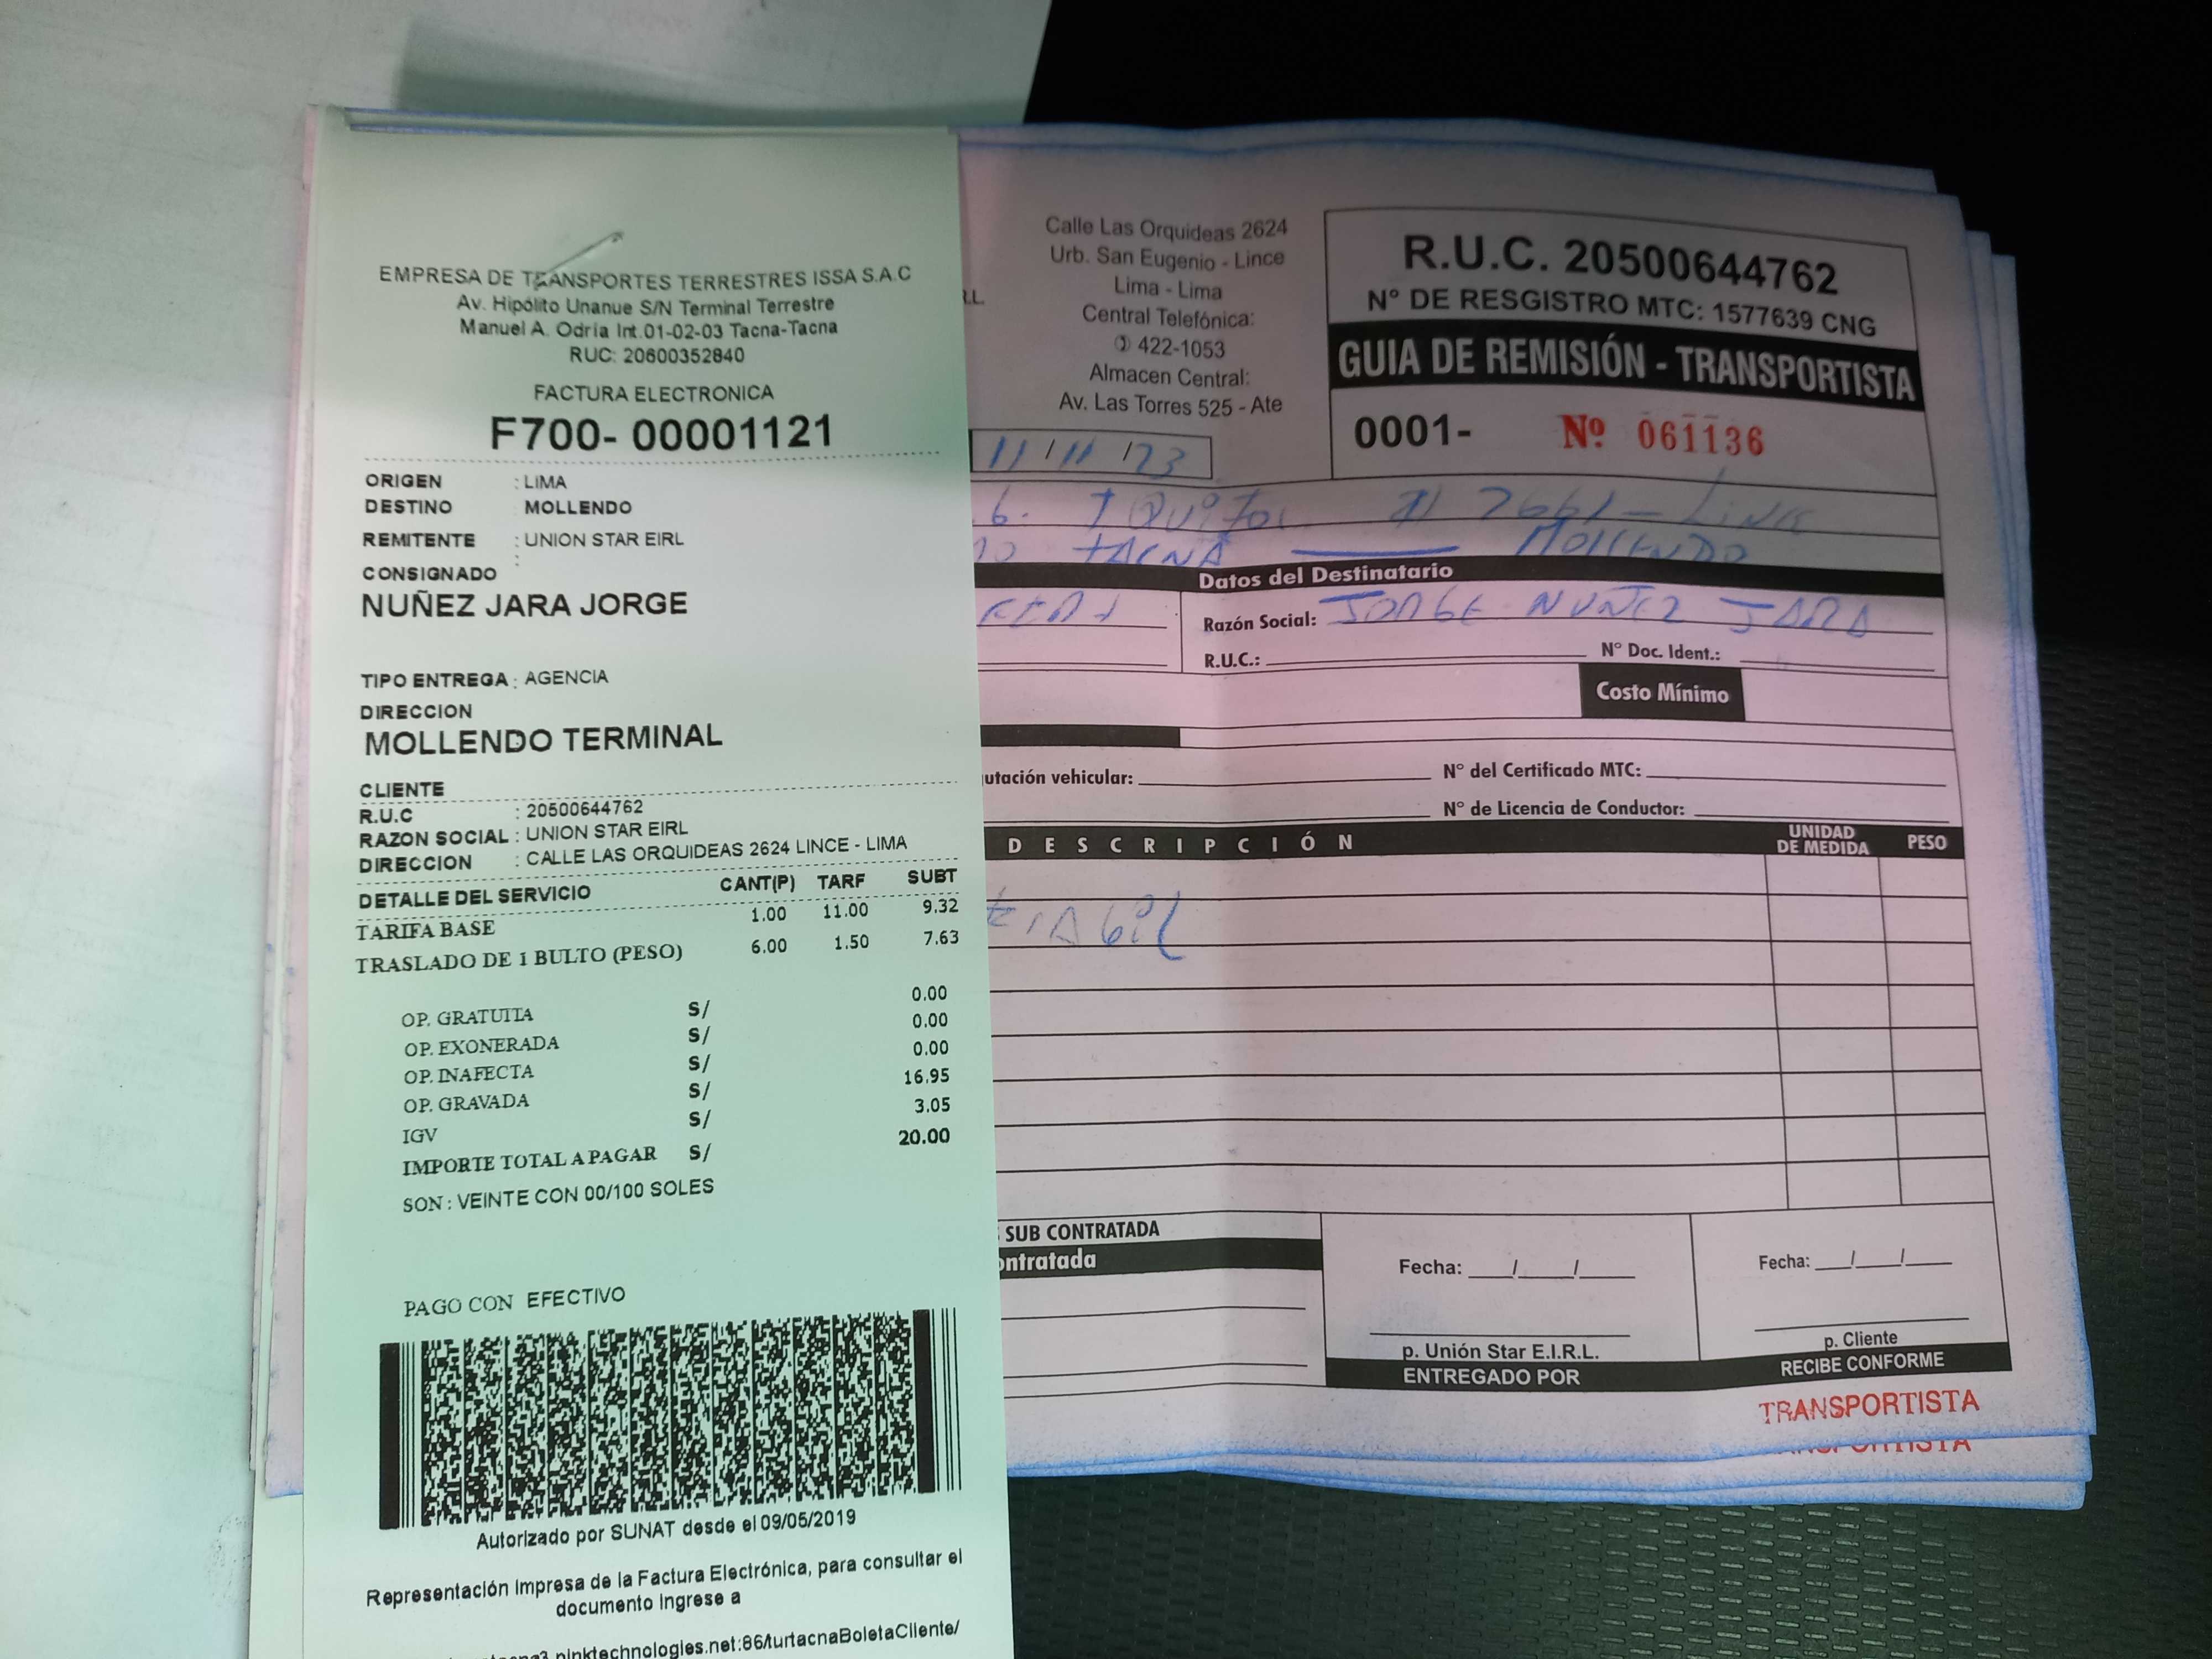 EMPRESA DE TRANSPORTES TERRESTRES ISSA S.A.C
Av. Hipólito Unanue S/N Terminal Terrestre
Manuel A. Odria Int.01-02-03 Tacna-Tacna
RUC: 20600352840
FACTURA ELECTRONICA
F700- 00001121
ORIGEN : LIMA
DESTINO MOLLENDO
REMITENTE : UNION STAR EIRL
:
CONSIGNADO
NUÑEZ JARA JORGE
TIPO ENTREGA : AGENCIA
DIRECCION
MOLLENDO TERMINAL
CLIENTE
R.U.C : 20500644762
RAZON SOCIAL : UNION STAR EIRL
DIRECCION : CALLE LAS ORQUIDEAS 2624 LINCE - LIMA
DETALLE DEL SERVICIO CANT(P) TARF SUBT
TARIFA BASE 1.00 11.00 9.32
TRASLADO DE 1 BULTO (PESO) 6.00 1.50 7.63
OP. GRATUITA S/ 0.00
OP. EXONERADA S/ 0.00
OP. INAFECTA S/ 0.00
OP. GRAVADA S/ 16.95
IGV S/ 3.05
IMPORTE TOTAL A PAGAR S/ 20.00
SON : VEINTE CON 00/100 SOLES
PAGO CON EFECTIVO
Autorizado por SUNAT desde el 09/05/2019
Representación Impresa de la Factura Electrónica, para consultar el
documento Ingrese a
pinktechnologies.net:86/turtacnaBoletaCliente/
Calle Las Orquideas 2624
Urb. San Eugenio - Lince
Lima - Lima
Central Telefónica:
422-1053
Almacen Central:
Av. Las Torres 525 - Ate
R.U.C. 20500644762
N° DE RESGISTRO MTC: 1577639 CNG
GUIA DE REMISIÓN - TRANSPORTISTA
0001- Nº 061136
11/11/23
TACNA MOLLENDO
Datos del Destinatario
Razón Social: JORGE NUÑEZ JARA
R.U.C.: N° Doc. Ident.:
Costo Mínimo
utación vehicular: N° del Certificado MTC:
N° de Licencia de Conductor:
DESCRIPCIÓN UNIDAD DE MEDIDA PESO
SUB CONTRATADA
ontratada
Fecha: / / Fecha: / /
p. Unión Star E.I.R.L. p. Cliente
ENTREGADO POR RECIBE CONFORME
TRANSPORTISTA